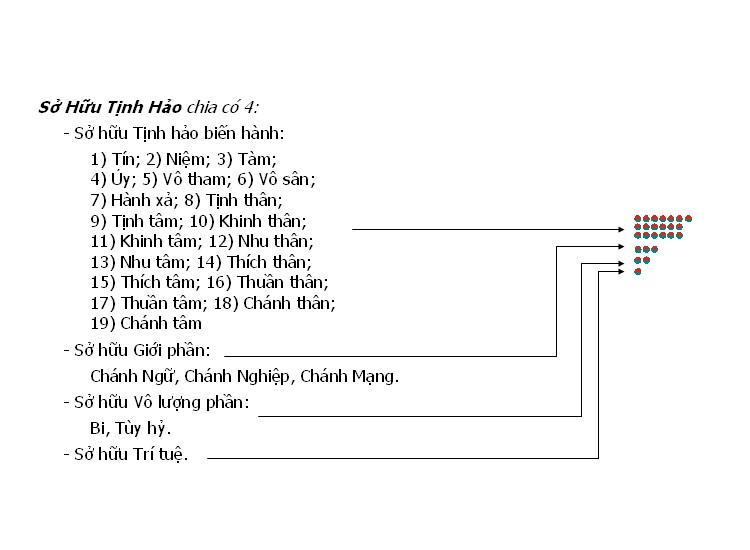 Sở Hữu Tịnh Hảo chia có 4:
- Sở hữu Tịnh hảo biến hành:
1) Tín; 2) Niệm; 3) Tàm;
4) Úy; 5) Vô tham; 6) Vô sân;
7) Hành xả; 8) Tịnh thân;
9) Tịnh tâm; 10) Khinh thân;
11) Khinh tâm; 12) Nhu thân;
13) Nhu tâm; 14) Thích thân;
15) Thích tâm; 16) Thuần thân;
17) Thuần tâm; 18) Chánh thân;
19) Chánh tâm
- Sở hữu Giới phần:
Chánh Ngữ, Chánh Nghiệp, Chánh Mạng.
- Sở hữu Vô lượng phần:
Bi, Tùy hỷ.
- Sở hữu Trí tuệ.